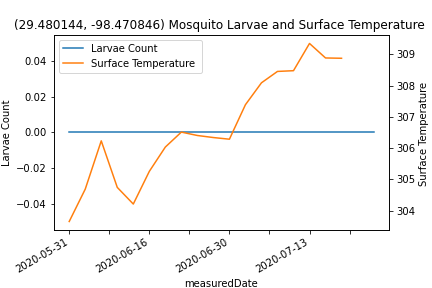 (29.480144, -98.470846) Mosquito Larvae and Surface Temperature
Larvae Count
Surface Temperature
0.04
0.02
0.00
−0.02
−0.04
Larvae Count
309
308
307
306
305
304
Surface Temperature
2020-05-31
2020-06-16
2020-06-30
2020-07-13
measuredDate